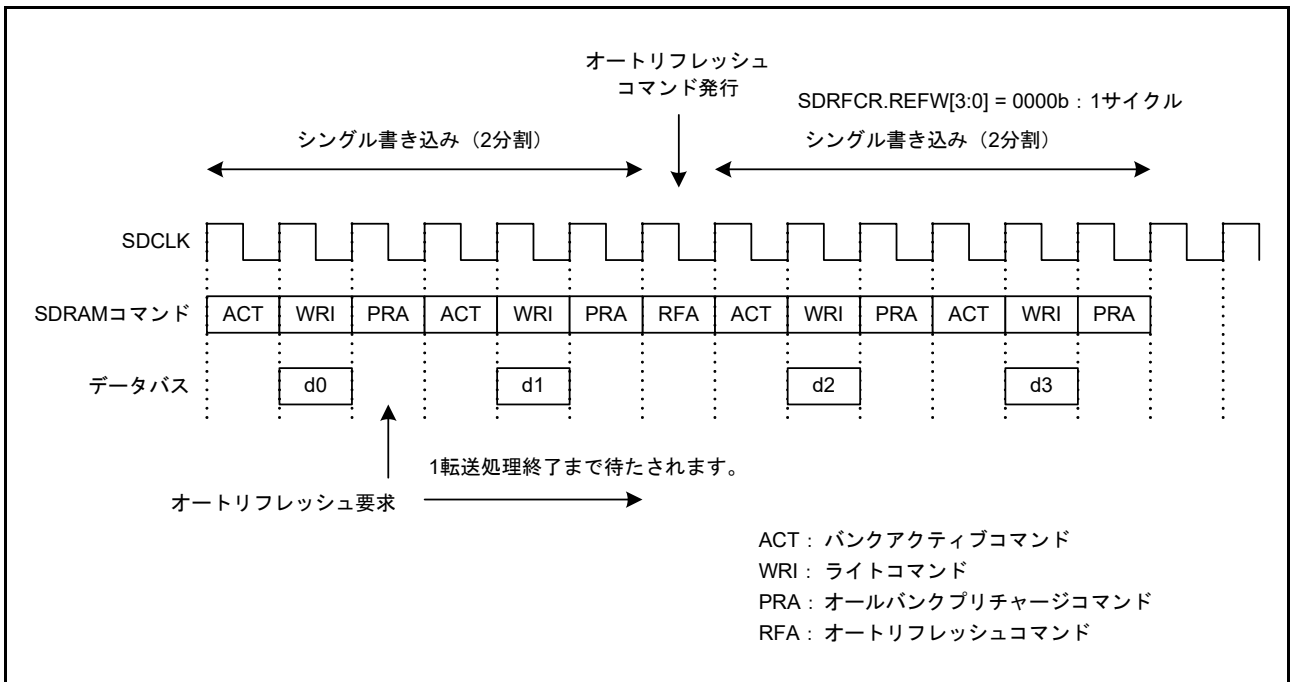 オートリフレッシュ
コマンド発行
SDRFCR.REFW[3:0] = 0000b：1サイクル
シングル書き込み（2分割）
シングル書き込み（2分割）
SDCLK
SDRAMコマンド ACT WRI PRA ACT WRI PRA RFA ACT WRI PRA ACT WRI PRA
データバス d0 d1 d2 d3
1転送処理終了まで待たされます。
オートリフレッシュ要求
ACT：バンクアクティブコマンド
WRI：ライトコマンド
PRA：オールバンクプリチャージコマンド
RFA：オートリフレッシュコマンド